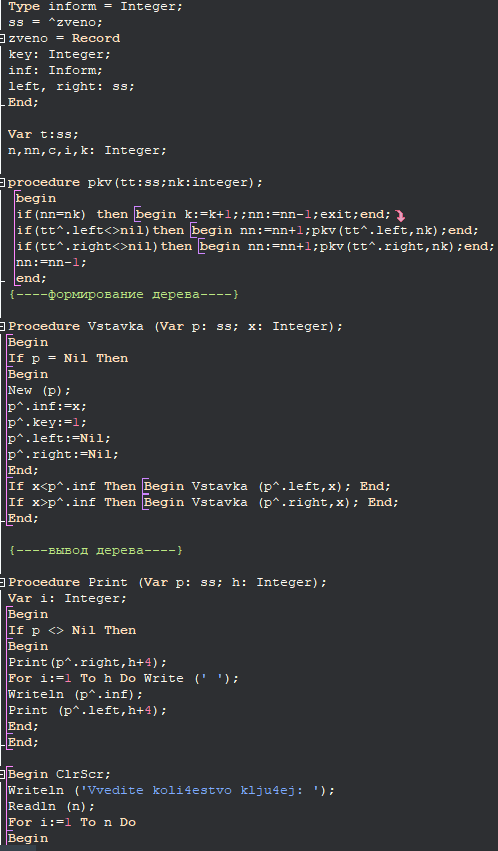 Type inform = Integer;
ss = ^zveno;
zveno = Record
key: Integer;
inf: Inform;
left, right: ss;
End;
Var t:ss;
n,nn,c,i,k: Integer;
procedure pkv(tt:ss;nk:integer);
begin
if(nn=nk) then begin k:=k+1;;nn:=nn-1;exit;end;
if(tt^.left<>nil)then begin nn:=nn+1;pkv(tt^.left,nk);end;
if(tt^.right<>nil)then begin nn:=nn+1;pkv(tt^.right,nk);end;
nn:=nn-1;
end;
{----формирование дерева----}
Procedure Vstavka (Var p: ss; x: Integer);
Begin
If p = Nil Then
Begin
New (p);
p^.inf:=x;
p^.key:=1;
p^.left:=Nil;
p^.right:=Nil;
End;
If x<p^.inf Then Begin Vstavka (p^.left,x); End;
If x>p^.inf Then Begin Vstavka (p^.right,x); End;
End;
{----вывод дерева----}
Procedure Print (Var p: ss; h: Integer);
Var i: Integer;
Begin
If p <> Nil Then
Begin
Print(p^.right,h+4);
For i:=1 To h Do Write (' ');
Writeln (p^.inf);
Print (p^.left,h+4);
End;
End;
Begin ClrScr;
Writeln ('Vvedite koli4estvo klju4ej: ');
Readln (n);
For i:=1 To n Do
Begin